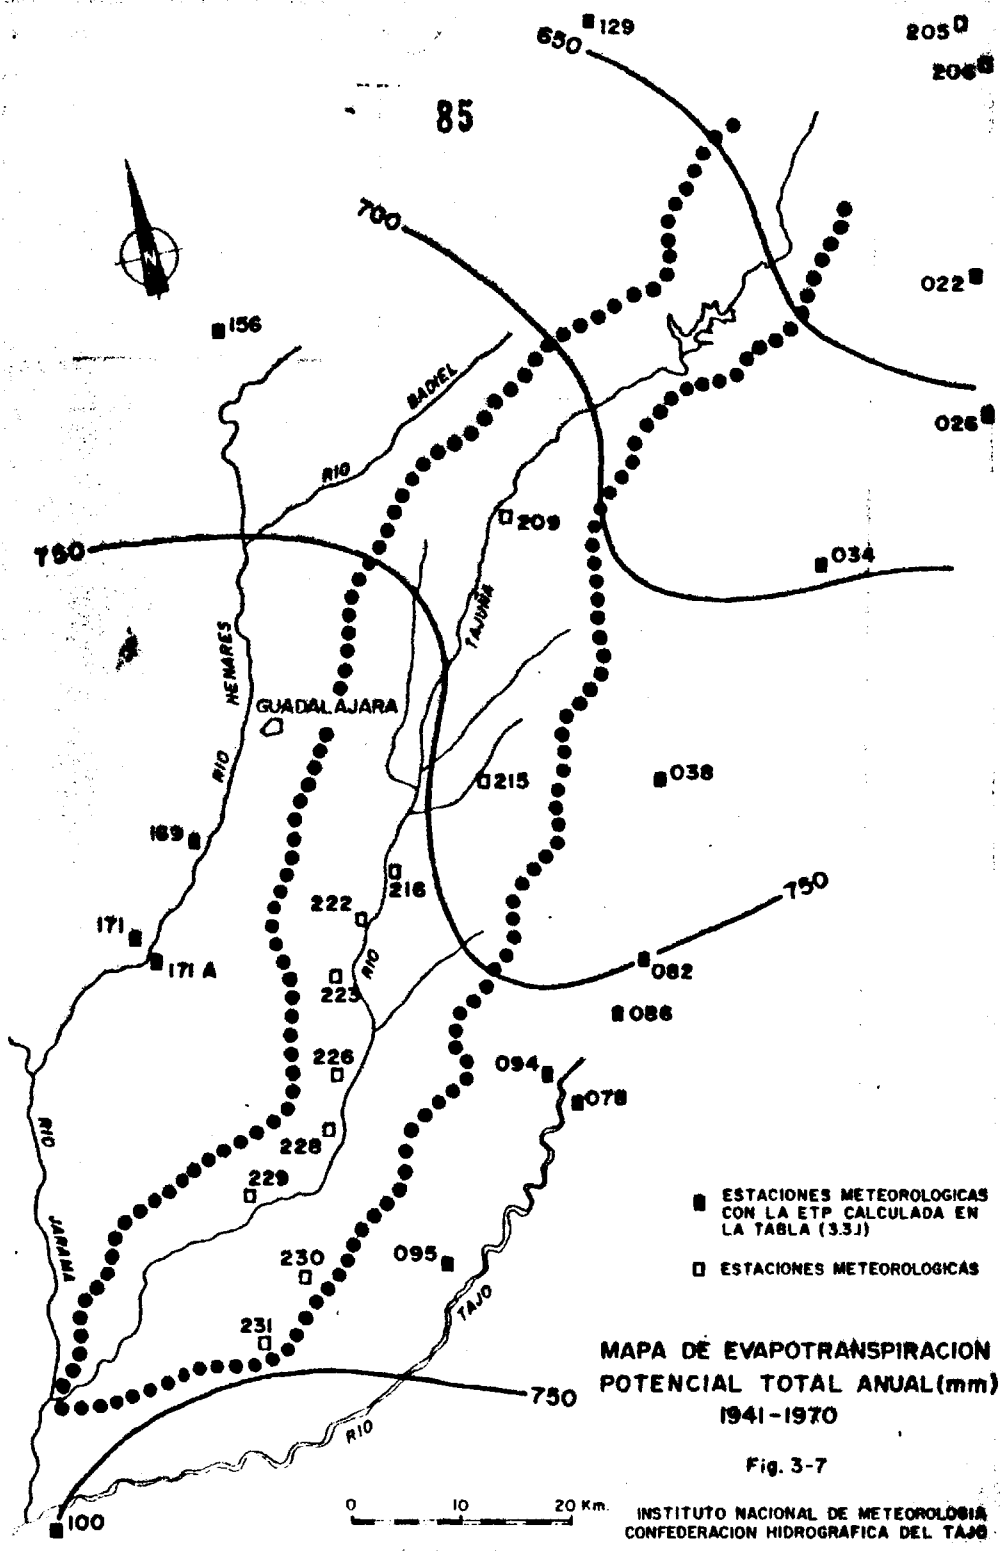 129
205
206
650
85
700
022
156
BADIEL
RIO
026
209
750
034
TAJUÑA
HENARES
GUADALAJARA
RIO
215
038
169
216
222
750
171
171 A
RIO
082
223
086
226
094
078
RIO
228
229
JARAMA
230
095
TAJO
231
750
RIO
100
ESTACIONES METEOROLOGICAS
CON LA ETP CALCULADA EN
LA TABLA (3.3.1)
ESTACIONES METEOROLOGICAS
MAPA DE EVAPOTRANSPIRACION
POTENCIAL TOTAL ANUAL (mm)
1941-1970
Fig. 3-7
0 10 20 Km.
INSTITUTO NACIONAL DE METEOROLOGIA
CONFEDERACION HIDROGRAFICA DEL TAJO